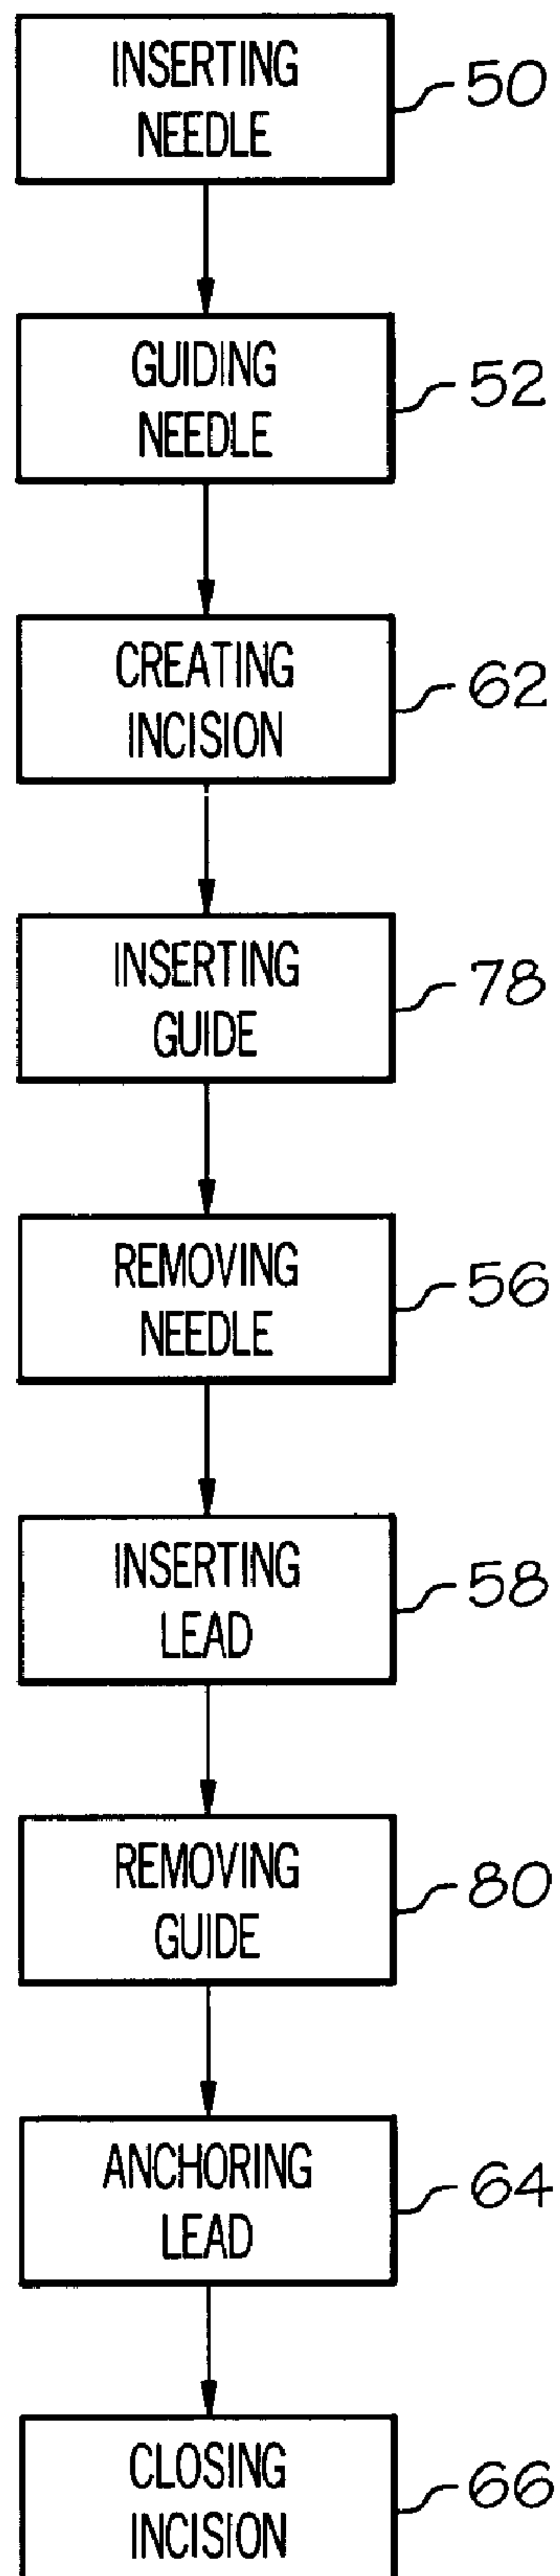 INSERTING
NEEDLE
50
GUIDING
NEEDLE
52
CREATING
INCISION
62
INSERTING
GUIDE
78
REMOVING
NEEDLE
56
INSERTING
LEAD
58
REMOVING
GUIDE
80
ANCHORING
LEAD
64
CLOSING
INCISION
66